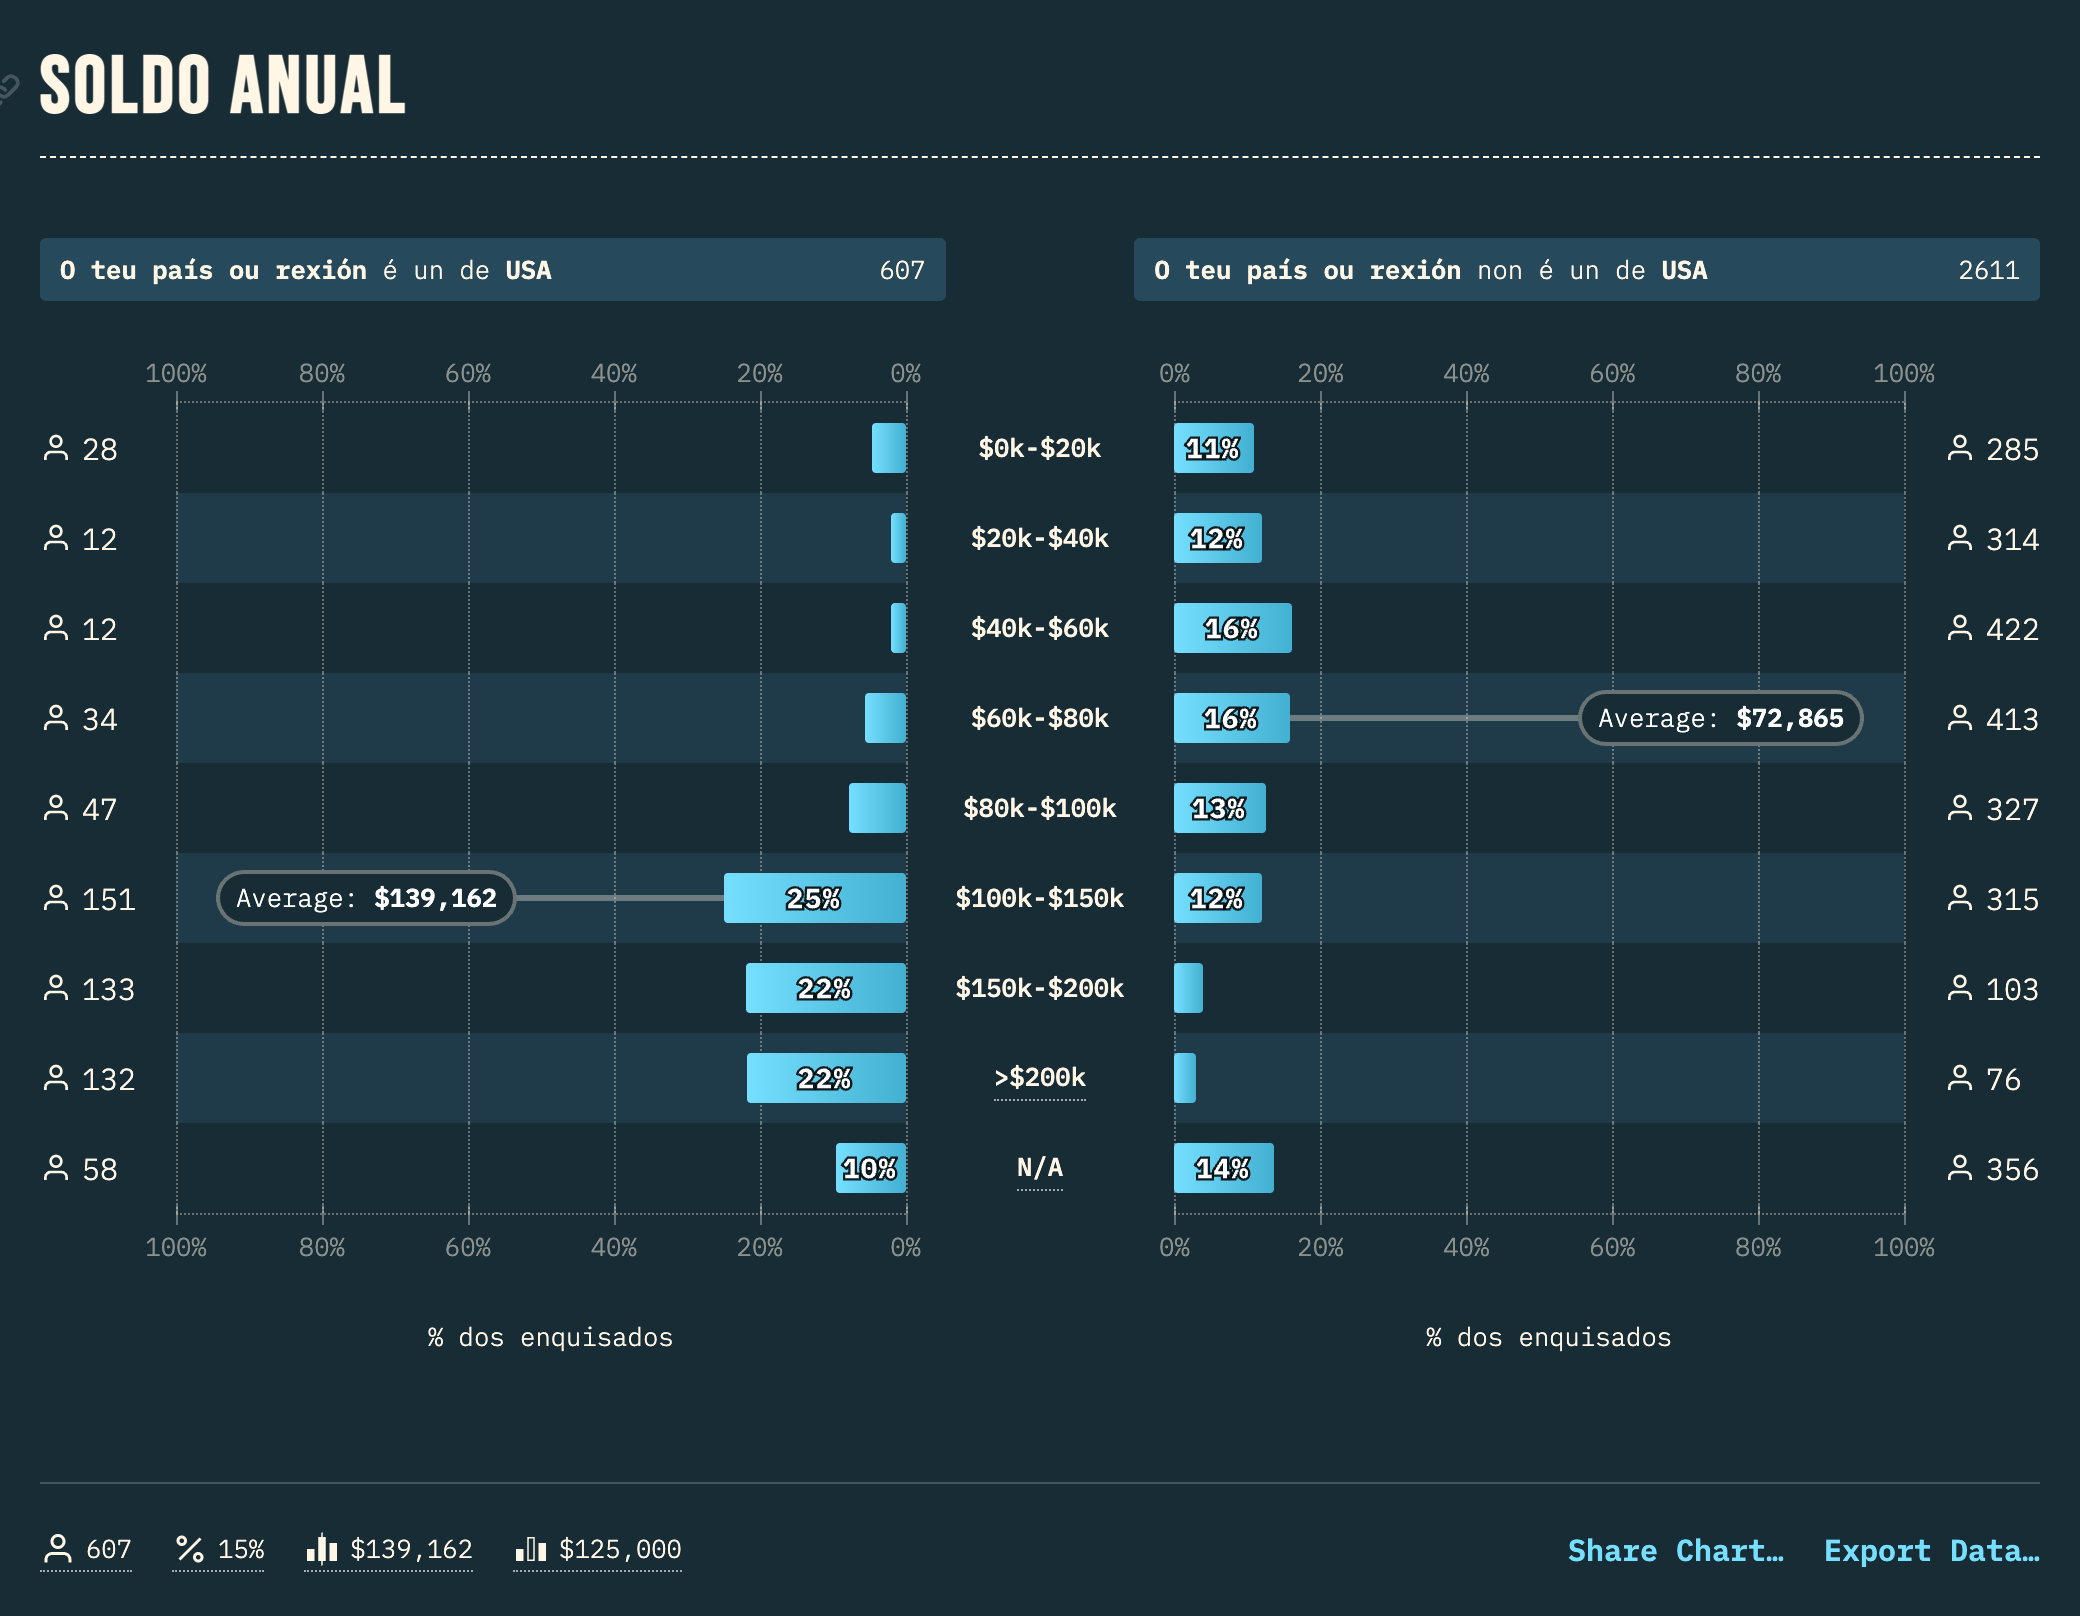 SOLDO ANUAL
O teu país ou rexión é un de USA 607
O teu país ou rexión non é un de USA 2611
100% 80% 60% 40% 20% 0%
0% 20% 40% 60% 80% 100%
28 $0k-$20k 11% 285
12 $20k-$40k 12% 314
12 $40k-$60k 16% 422
34 $60k-$80k 16% Average: $72,865 413
47 $80k-$100k 13% 327
151 Average: $139,162 25% $100k-$150k 12% 315
133 22% $150k-$200k 103
132 22% >$200k 76
58 10% N/A 14% 356
100% 80% 60% 40% 20% 0%
0% 20% 40% 60% 80% 100%
% dos enquisados
% dos enquisados
607 15% $139,162 $125,000
Share Chart… Export Data…